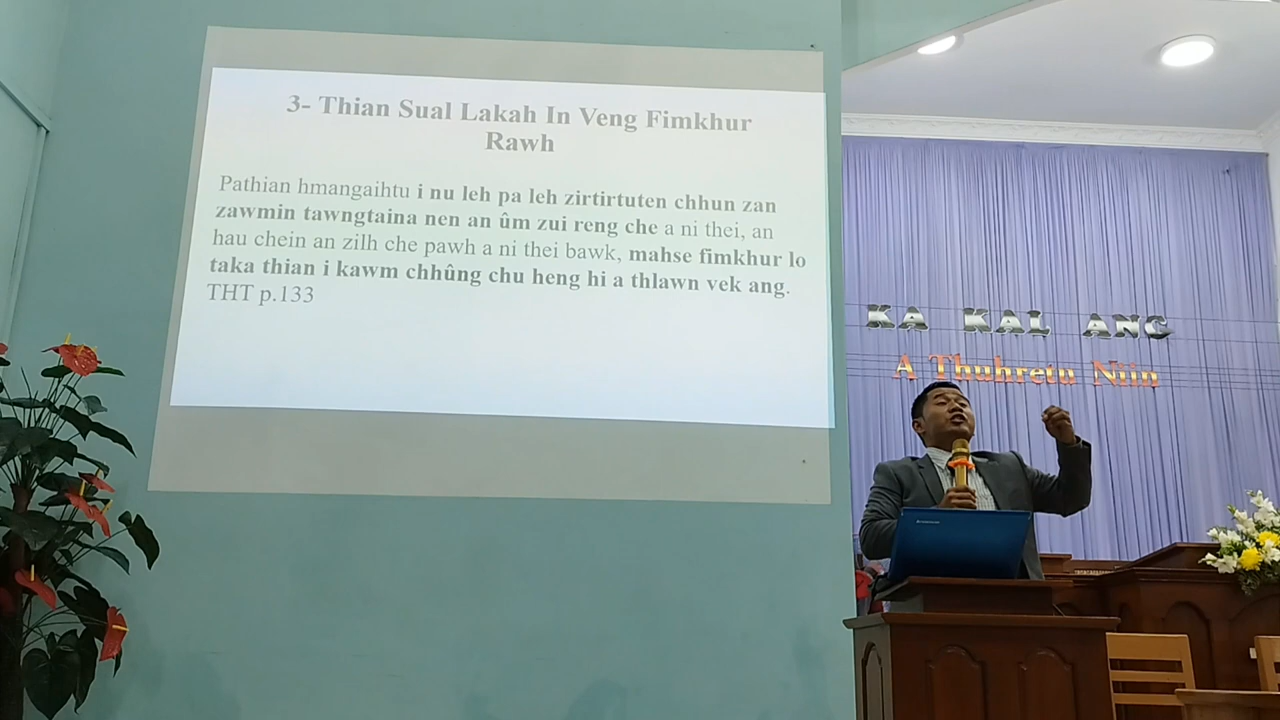 3- Thian Sual Lakah In Veng Fimkhur
Rawh
Pathian hmangaihtu i nu leh pa leh zirtirtuten chhun zan
zawmin tawngtaina nen an ûm zui reng che a ni thei, an
hau chein an zilh che pawh a ni thei bawk, mahse fimkhur lo
taka thian i kawm chhûng chu heng hi a thlawn vek ang.
THT p.133
KA KAL ANG
A Thuhretu Niin